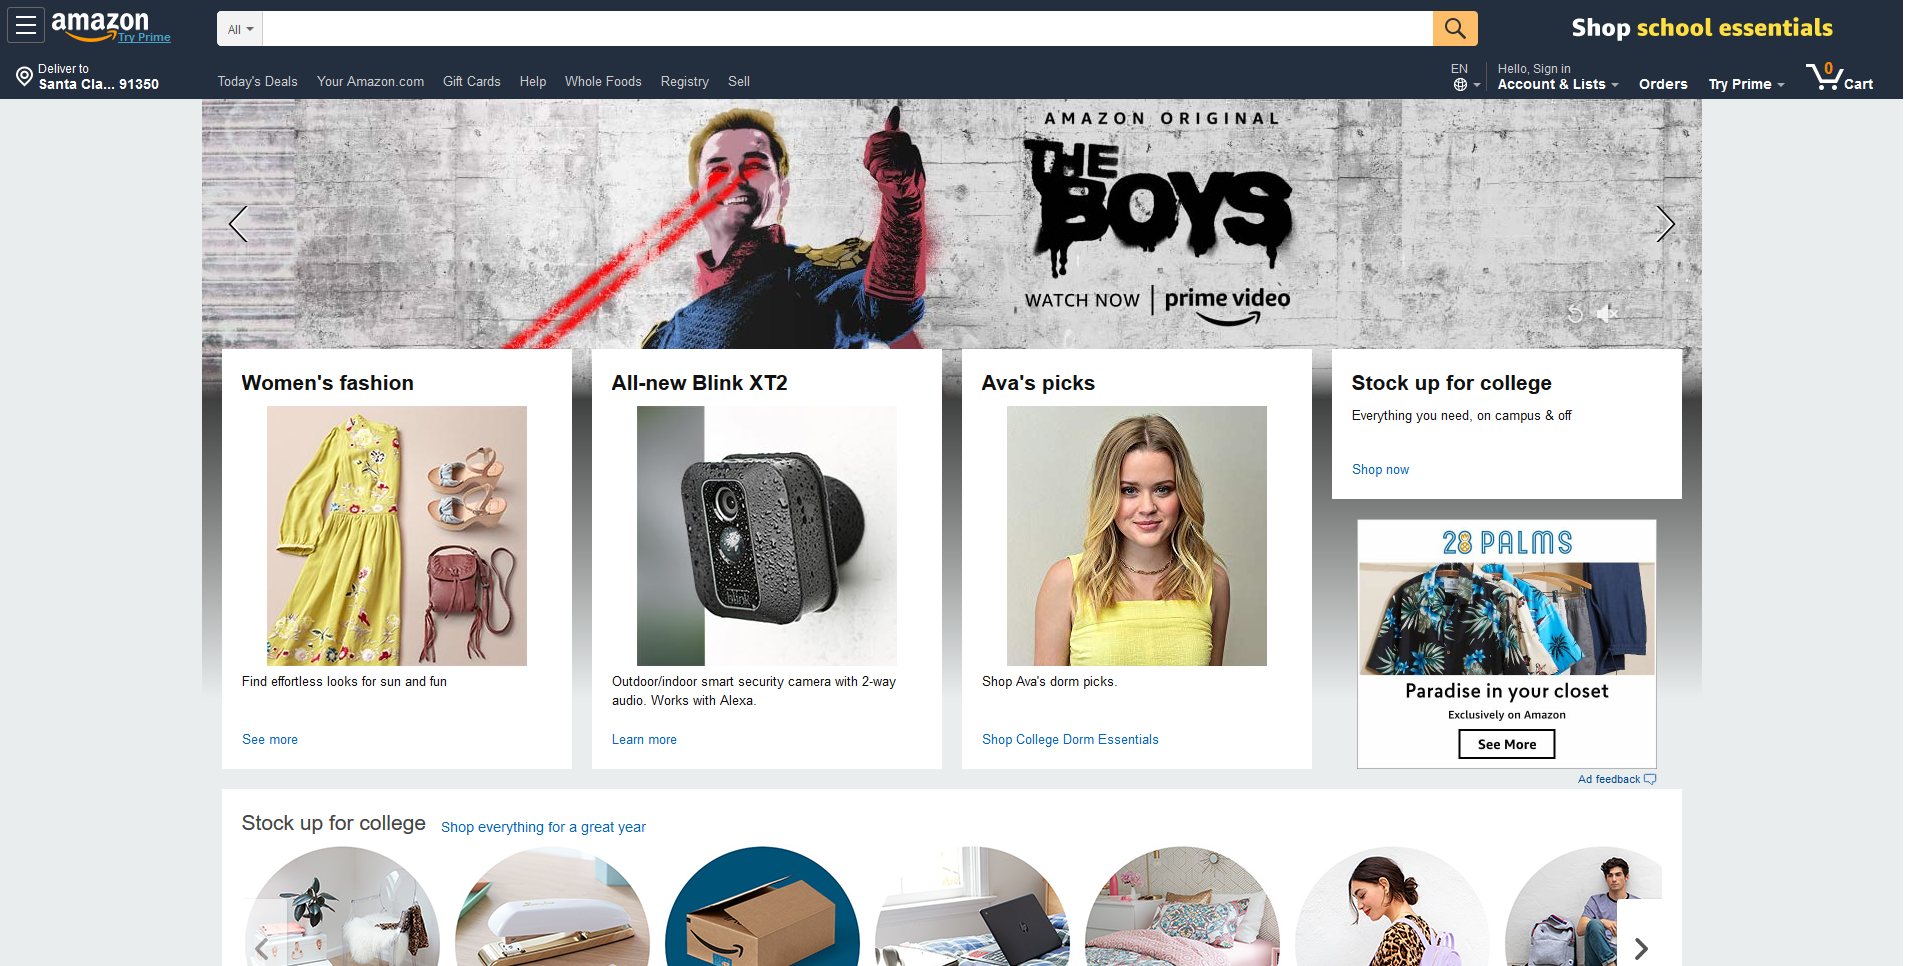 amazon
Try Prime
All
Shop school essentials
Deliver to
Santa Cla... 91350
Today's Deals
Your Amazon.com
Gift Cards
Help
Whole Foods
Registry
Sell
EN
Hello, Sign in
Account & Lists
Orders
Try Prime
0
Cart
AMAZON ORIGINAL
THE
BOYS
WATCH NOW | prime video
Women's fashion
Find effortless looks for sun and fun
See more
All-new Blink XT2
blink
Outdoor/indoor smart security camera with 2-way
audio. Works with Alexa.
Learn more
Ava's picks
Shop Ava's dorm picks.
Shop College Dorm Essentials
Stock up for college
Everything you need, on campus & off
Shop now
28 PALMS
Paradise in your closet
Exclusively on Amazon
See More
Ad feedback
Stock up for college
Shop everything for a great year